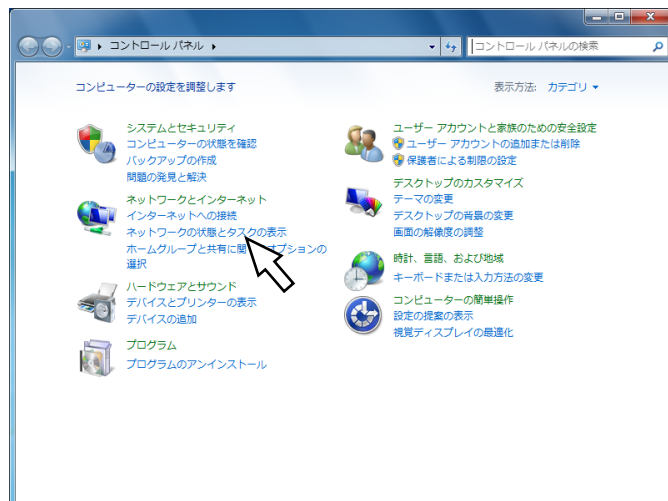 コントロール パネル
コントロール パネルの検索
コンピューターの設定を調整します
表示方法: カテゴリ
システムとセキュリティ
コンピューターの状態を確認
バックアップの作成
問題の発見と解決
ネットワークとインターネット
インターネットへの接続
ネットワークの状態とタスクの表示
ホームグループと共有に関 オプションの
選択
ハードウェアとサウンド
デバイスとプリンターの表示
デバイスの追加
プログラム
プログラムのアンインストール
ユーザー アカウントと家族のための安全設定
ユーザー アカウントの追加または削除
保護者による制限の設定
デスクトップのカスタマイズ
テーマの変更
デスクトップの背景の変更
画面の解像度の調整
時計、言語、および地域
キーボードまたは入力方法の変更
コンピューターの簡単操作
設定の提案の表示
視覚ディスプレイの最適化